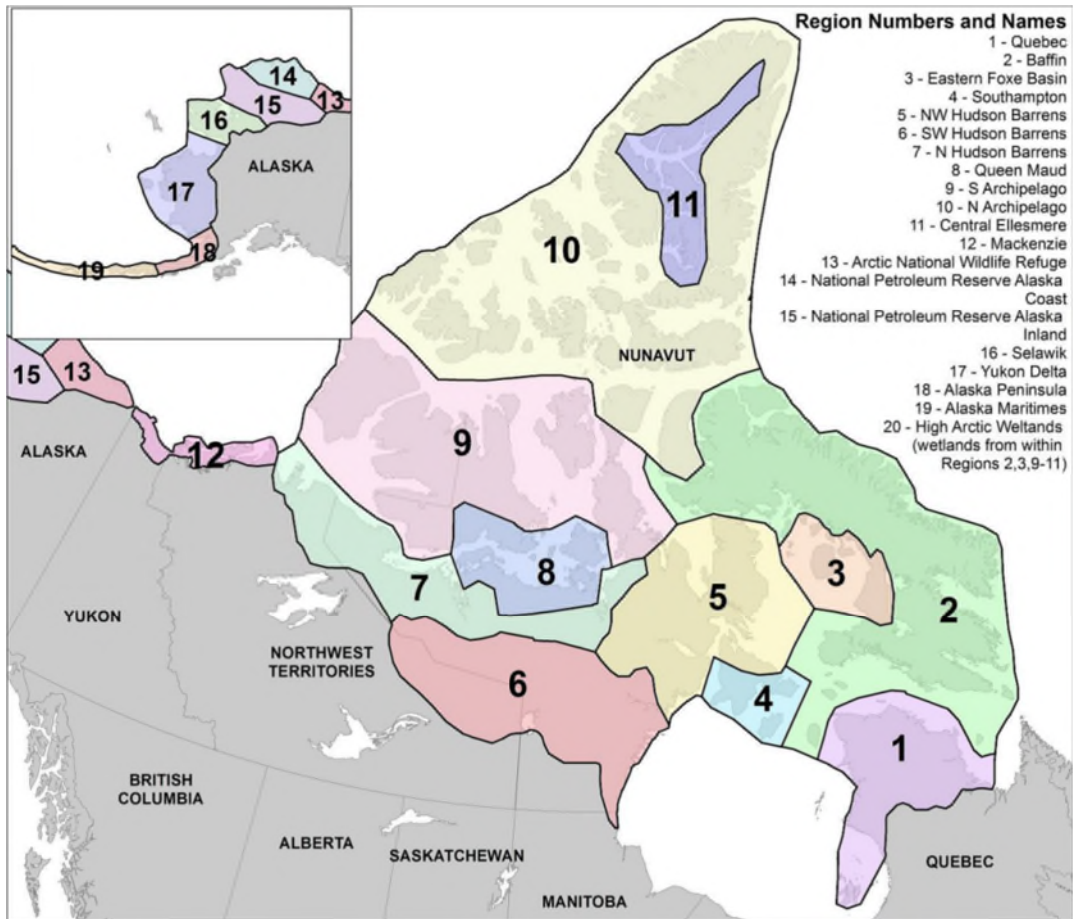 Region Numbers and Names
1 - Quebec
2 - Baffin
3 - Eastern Foxe Basin
4 - Southampton
5 - NW Hudson Barrens
6 - SW Hudson Barrens
7 - N Hudson Barrens
8 - Queen Maud
9 - S Archipelago
10 - N Archipelago
11 - Central Ellesmere
12 - Mackenzie
13 - Arctic National Wildlife Refuge
14 - National Petroleum Reserve Alaska
Coast
15 - National Petroleum Reserve Alaska
Inland
16 - Selawik
17 - Yukon Delta
18 - Alaska Peninsula
19 - Alaska Maritimes
20 - High Arctic Weltands
(wetlands from within
Regions 2,3,9-11)
14
15
13
16
ALASKA
17
18
19
11
10
NUNAVUT
15
13
9
ALASKA
12
8
3
7
5
2
YUKON
NORTHWEST
TERRITORIES
6
4
1
BRITISH
COLUMBIA
ALBERTA
SASKATCHEWAN
QUEBEC
MANITOBA